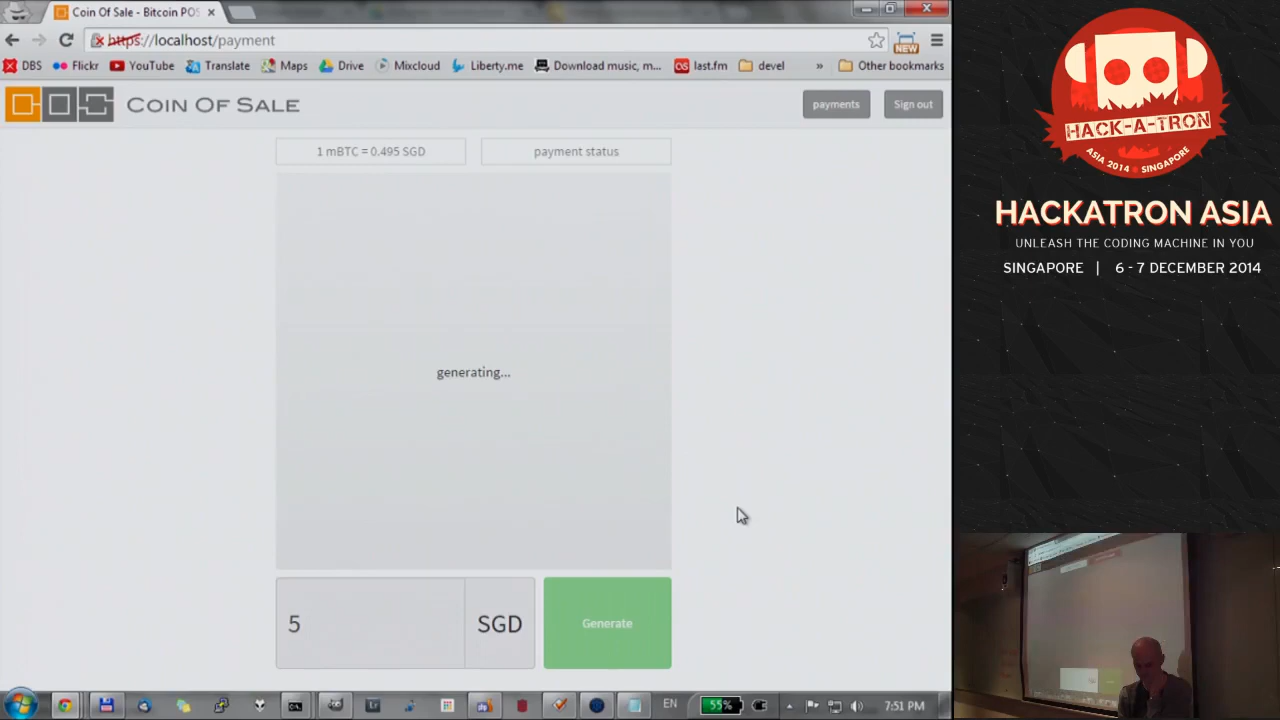 Coin Of Sale - Bitcoin POS
https://localhost/payment
NEW
DBS
Flickr
YouTube
Translate
Maps
Drive
Mixcloud
Liberty.me
Download music, m...
last.fm
devel
»
Other bookmarks
COIN OF SALE
payments
Sign out
1 mBTC = 0.495 SGD
payment status
generating...
5
SGD
Generate
EN
55%
7:51 PM
HACK-A-TRON
ASIA 2014 SINGAPORE
HACKATRON ASIA
UNLEASH THE CODING MACHINE IN YOU
SINGAPORE | 6 - 7 DECEMBER 2014